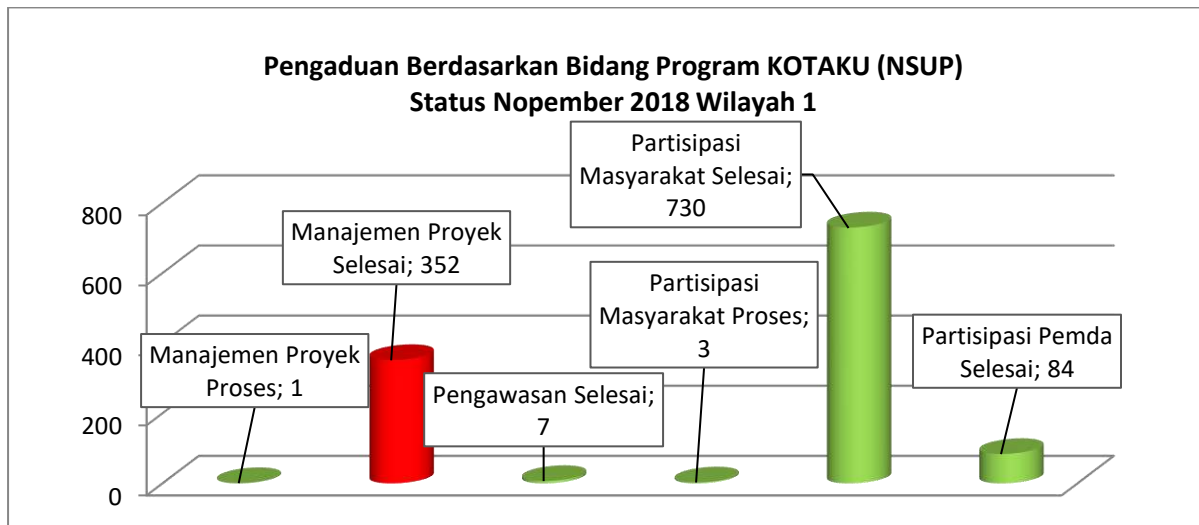 Pengaduan Berdasarkan Bidang Program KOTAKU (NSUP)
Status Nopember 2018 Wilayah 1
800
600
400
200
0
Manajemen Proyek
Proses; 1
Manajemen Proyek
Selesai; 352
Pengawasan Selesai;
7
Partisipasi
Masyarakat Proses;
3
Partisipasi
Masyarakat Selesai;
730
Partisipasi Pemda
Selesai; 84